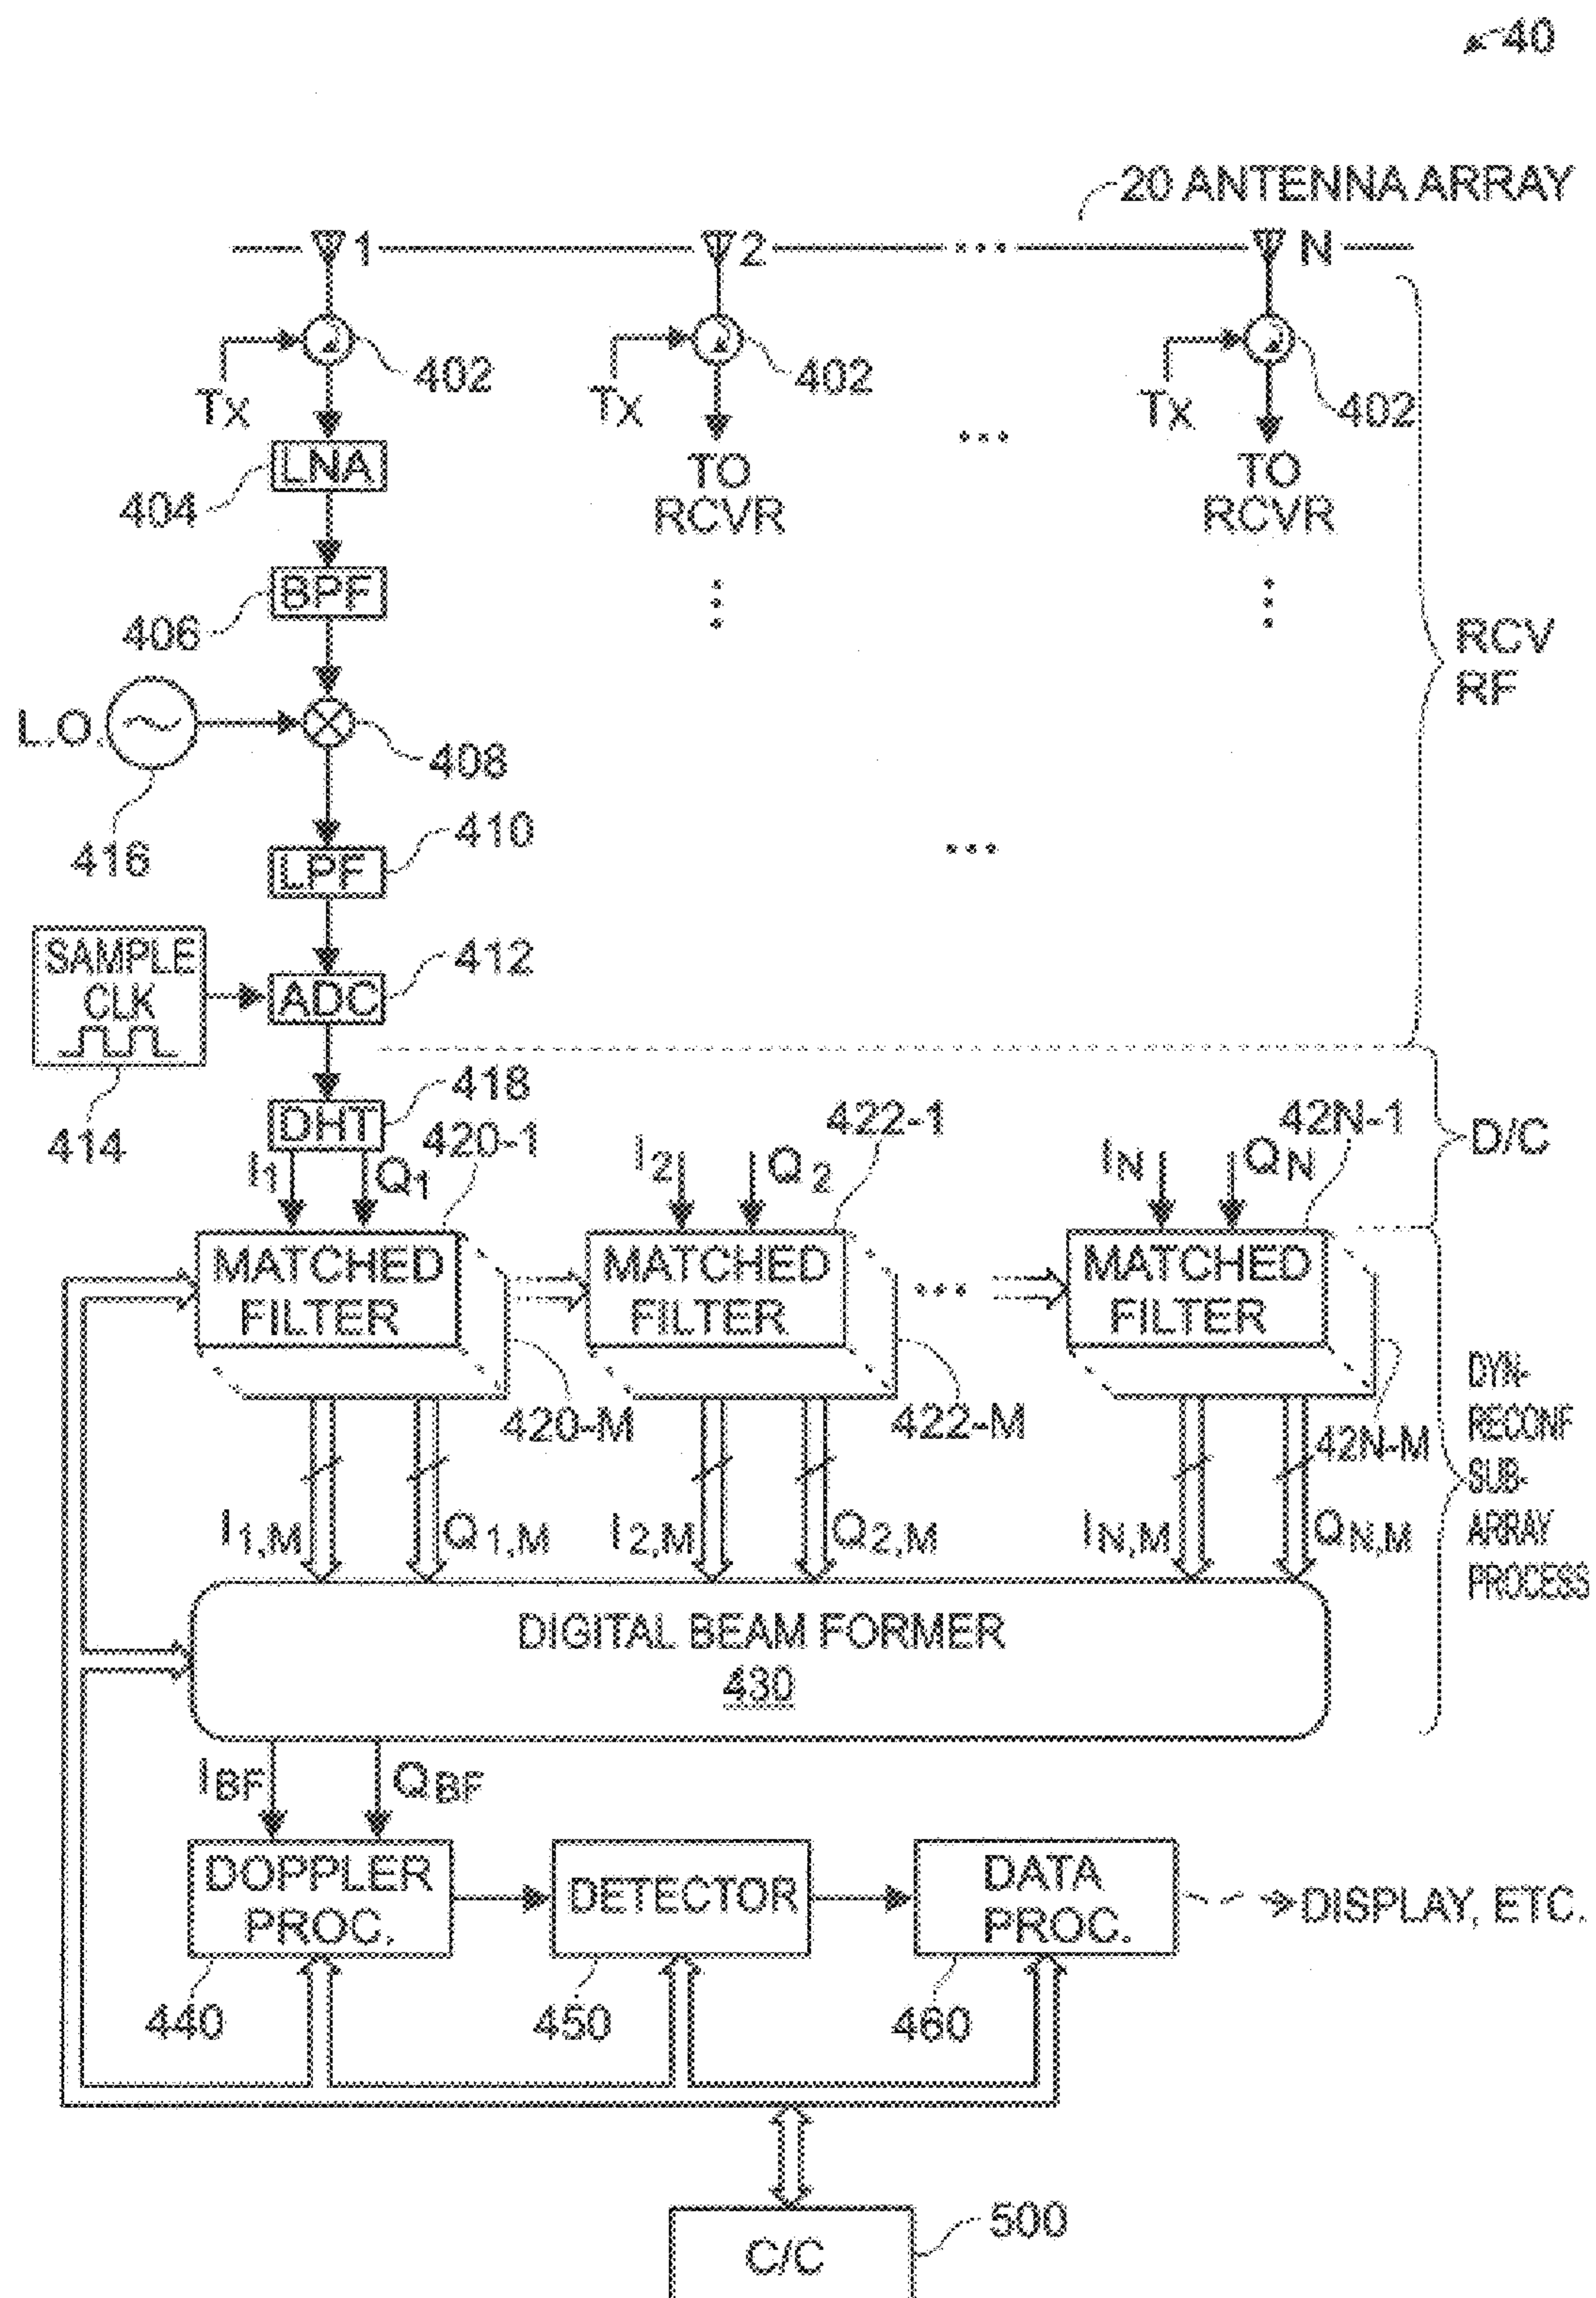 40
20 ANTENNA ARRAY
1
2
N
402
402
402
TX
TX
TX
LNA
404
TO
RCVR
TO
RCVR
BPF
406
RCV
RF
L.O.
408
416
410
LPF
SAMPLE
CLK
412
ADC
414
418
DHT
420-1
422-1
42N-1
D/C
I1
Q1
I2
Q2
IN
QN
MATCHED
FILTER
MATCHED
FILTER
MATCHED
FILTER
420-M
422-M
42N-M
DYN-
RECONF
SUB-
ARRAY
PROCESS
I1,M
Q1,M
I2,M
Q2,M
IN,M
QN,M
DIGITAL BEAM FORMER
430
IBF
QBF
DOPPLER
PROC.
DETECTOR
DATA
PROC.
DISPLAY, ETC.
440
450
460
500
C/C